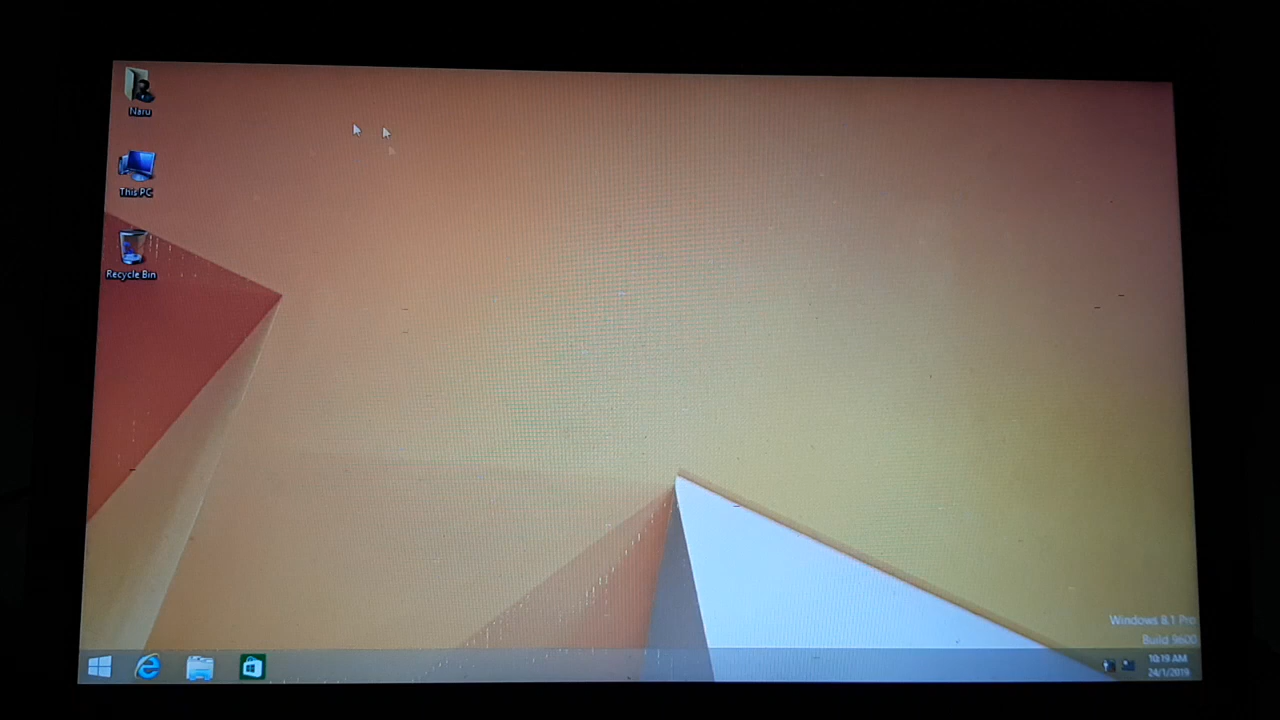 Naru
This PC
Recycle Bin
Windows 8.1 Pro
Build 9600
10:19 AM
24/1/2019